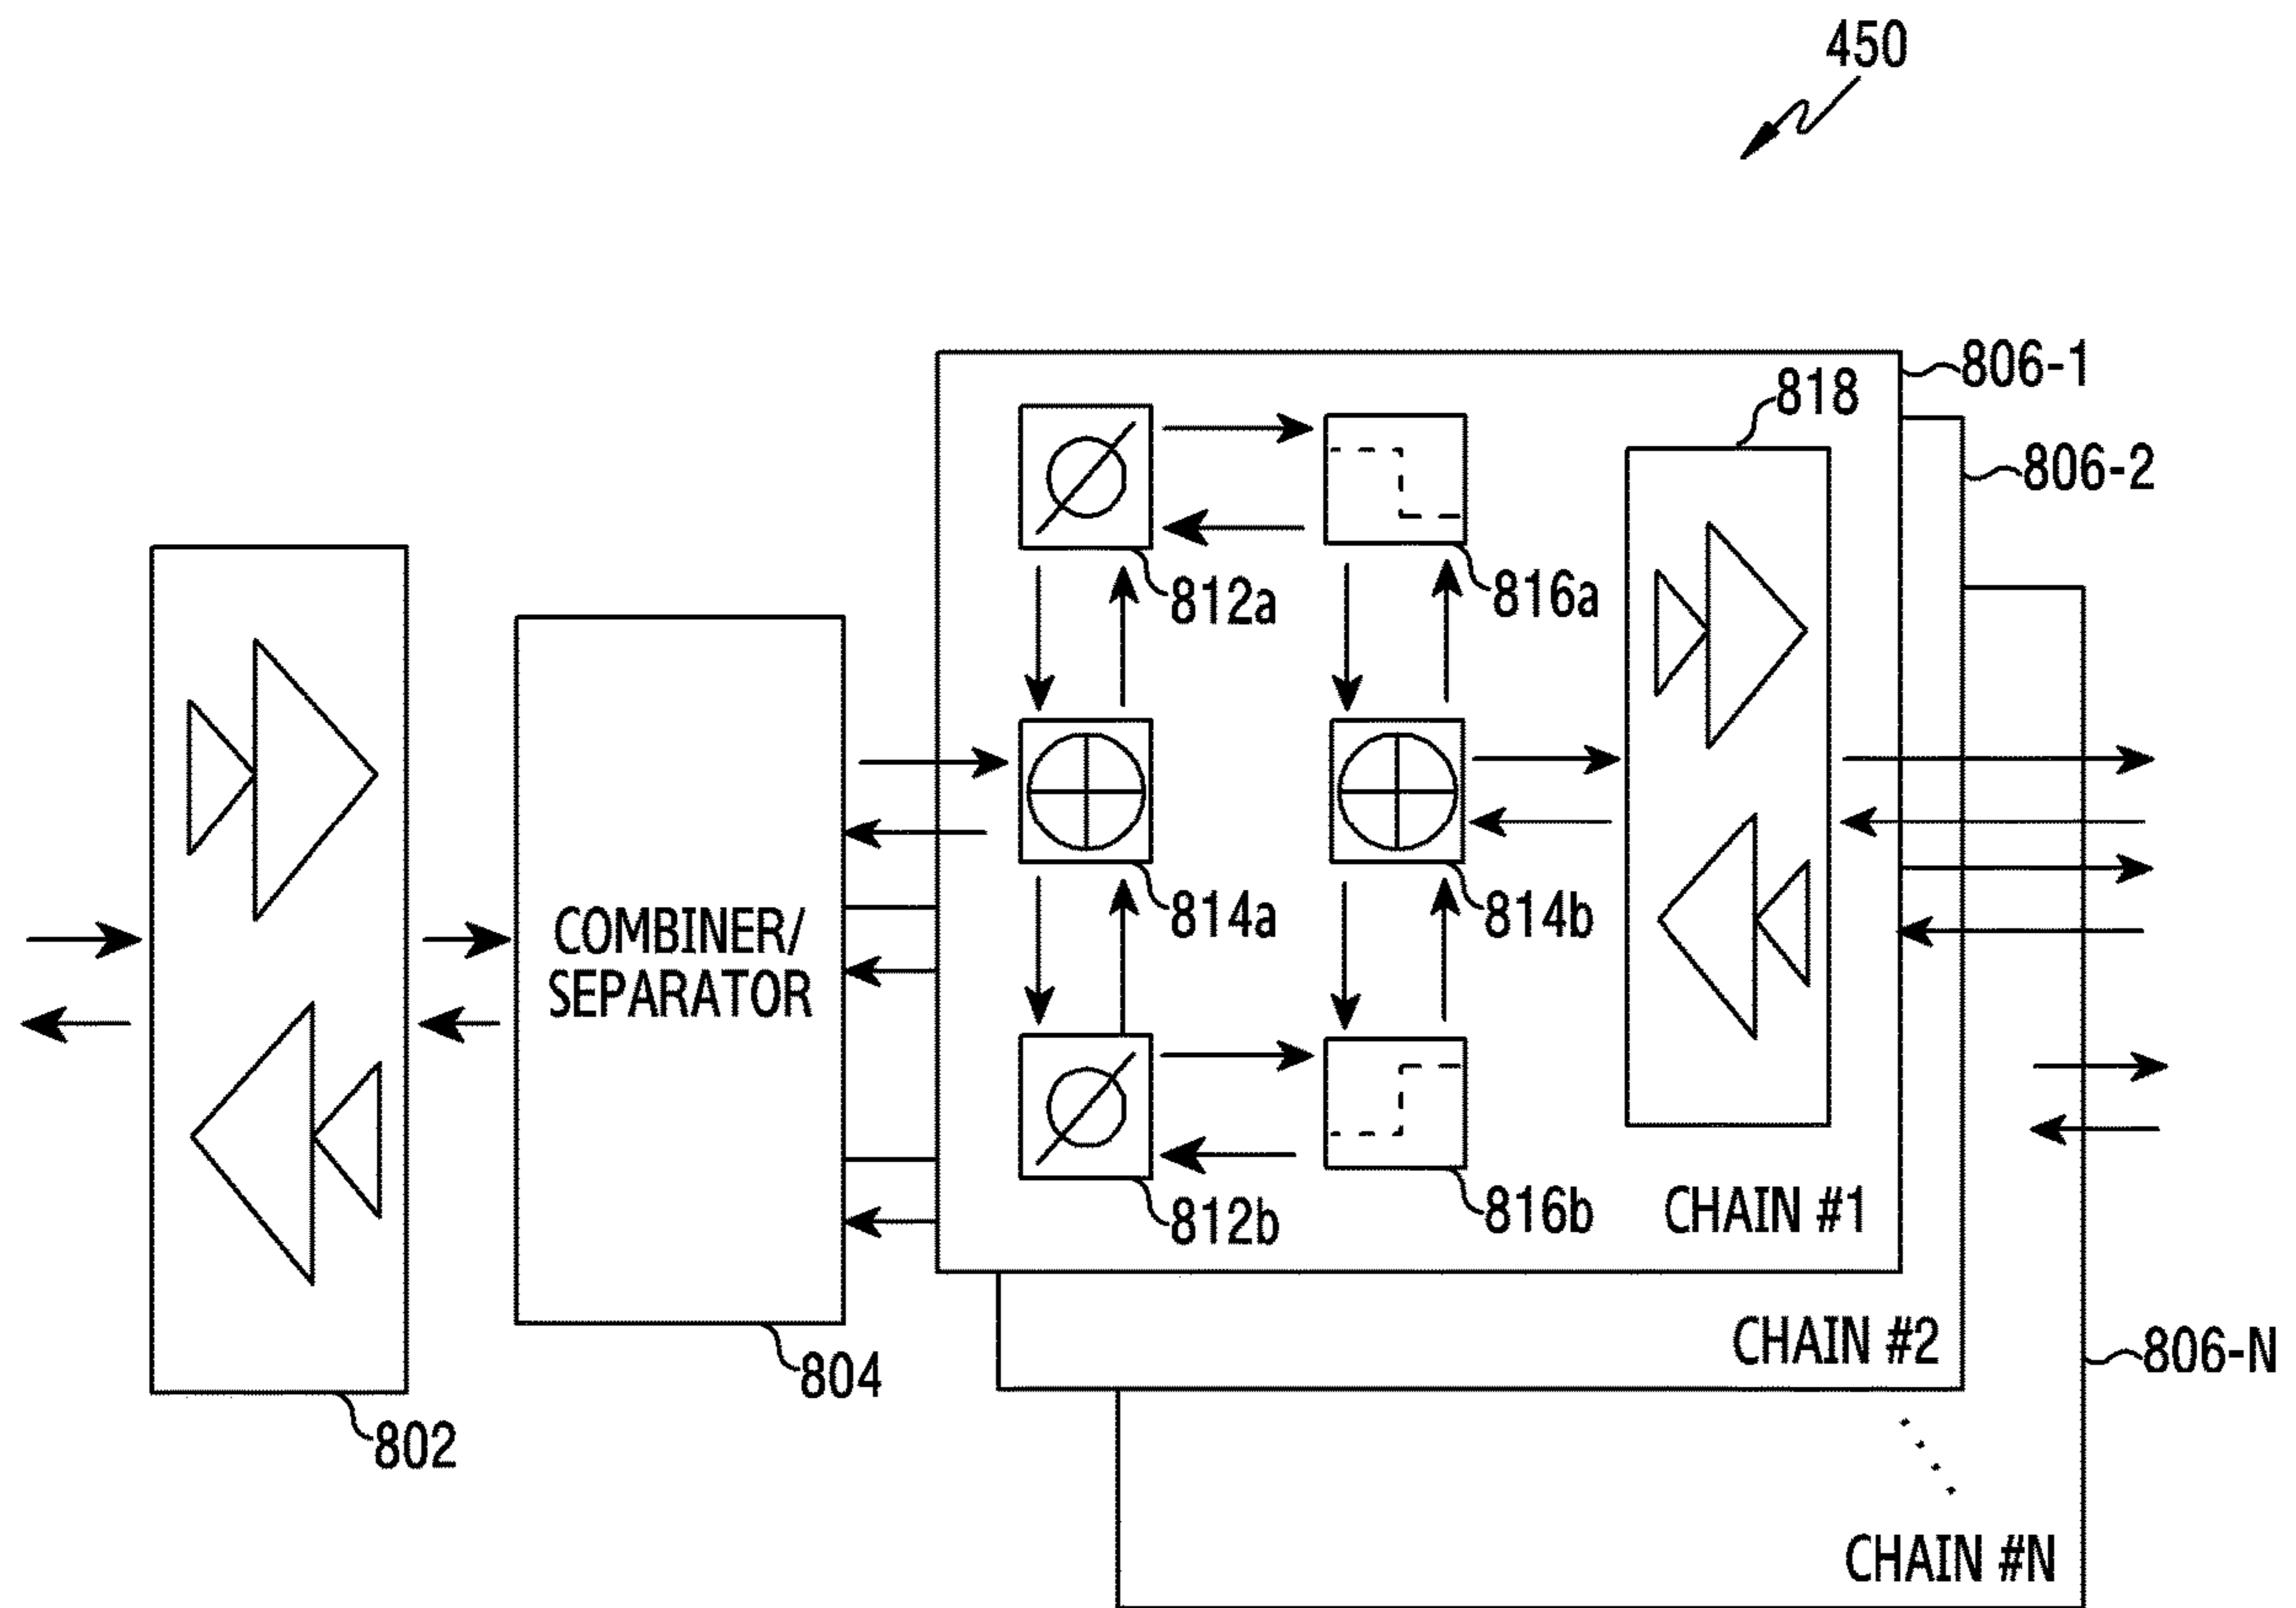 450
806-1
818
806-2
812a
816a
814a
814b
COMBINER/
SEPARATOR
812b
816b
CHAIN #1
CHAIN #2
804
806-N
802
CHAIN #N